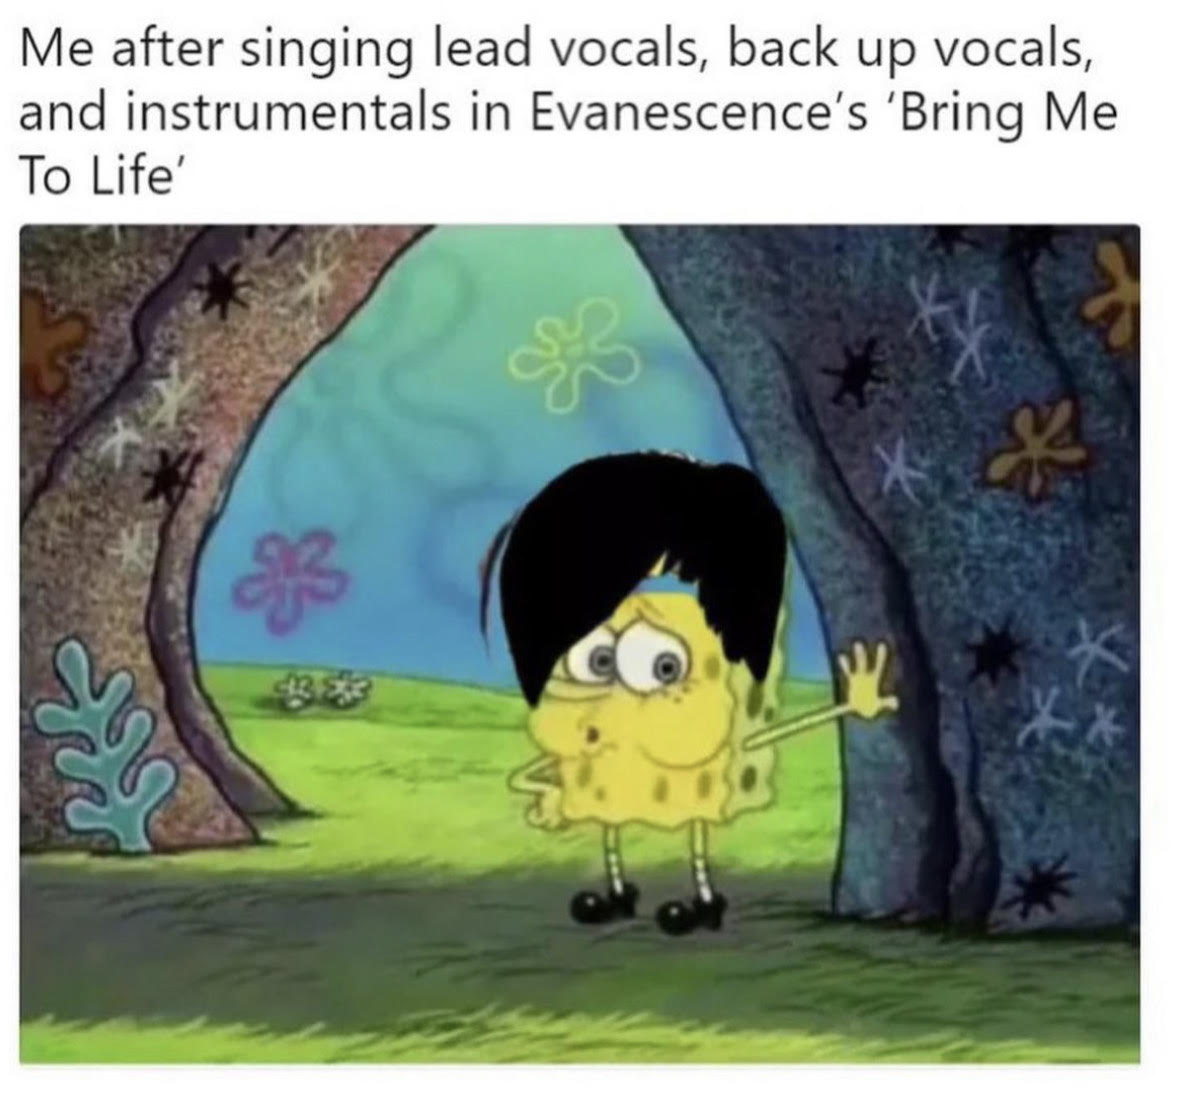 Me after singing lead vocals, back up vocals,
and instrumentals in Evanescence's 'Bring Me
To Life'